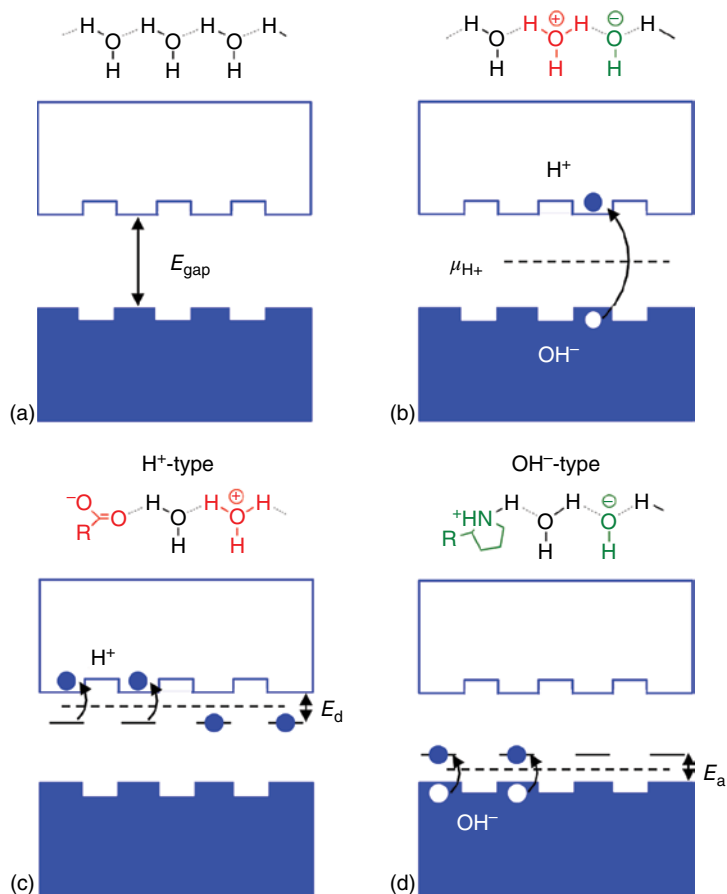 H H H H
O O O
H H H
H ⊕ H H ⊖ H
O O O
H H H
E gap
(a)
H⁺
μH+
OH⁻
(b)
H⁺-type
⁻O H H ⊕ H H
O O O
R H H
H⁺
Ed
(c)
OH⁻-type
⁺HN H H ⊖ H
R O O
H H
Ea
OH⁻
(d)